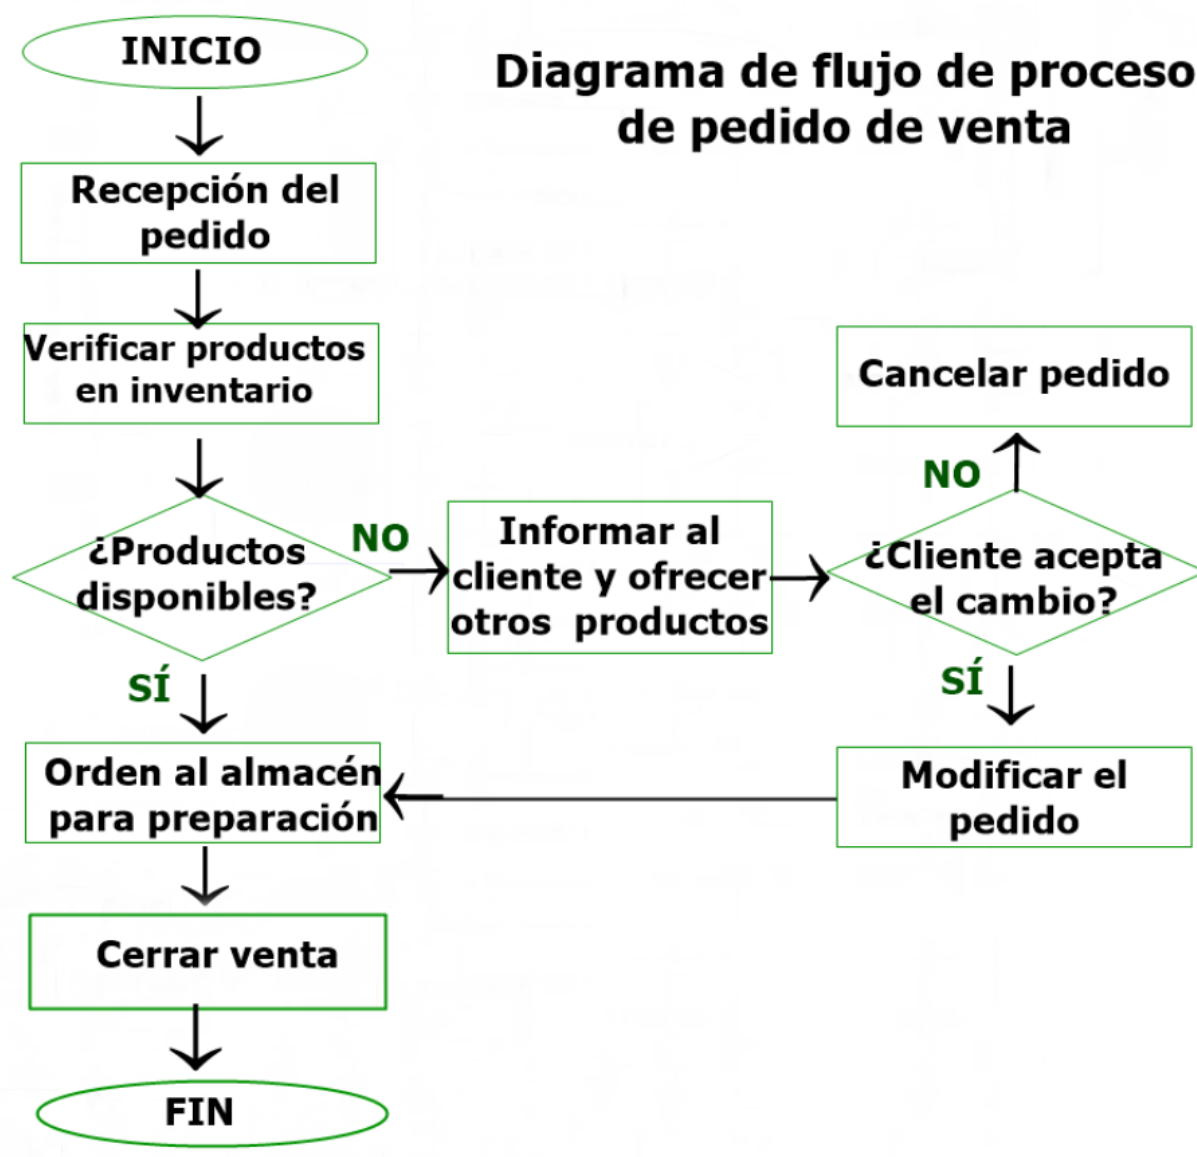 INICIO
Diagrama de flujo de proceso
de pedido de venta
Recepción del
pedido
Verificar productos
en inventario
Cancelar pedido
NO
¿Productos
disponibles?
NO
Informar al
cliente y ofrecer
otros productos
¿Cliente acepta
el cambio?
SÍ
SÍ
Orden al almacén
para preparación
Modificar el
pedido
Cerrar venta
FIN